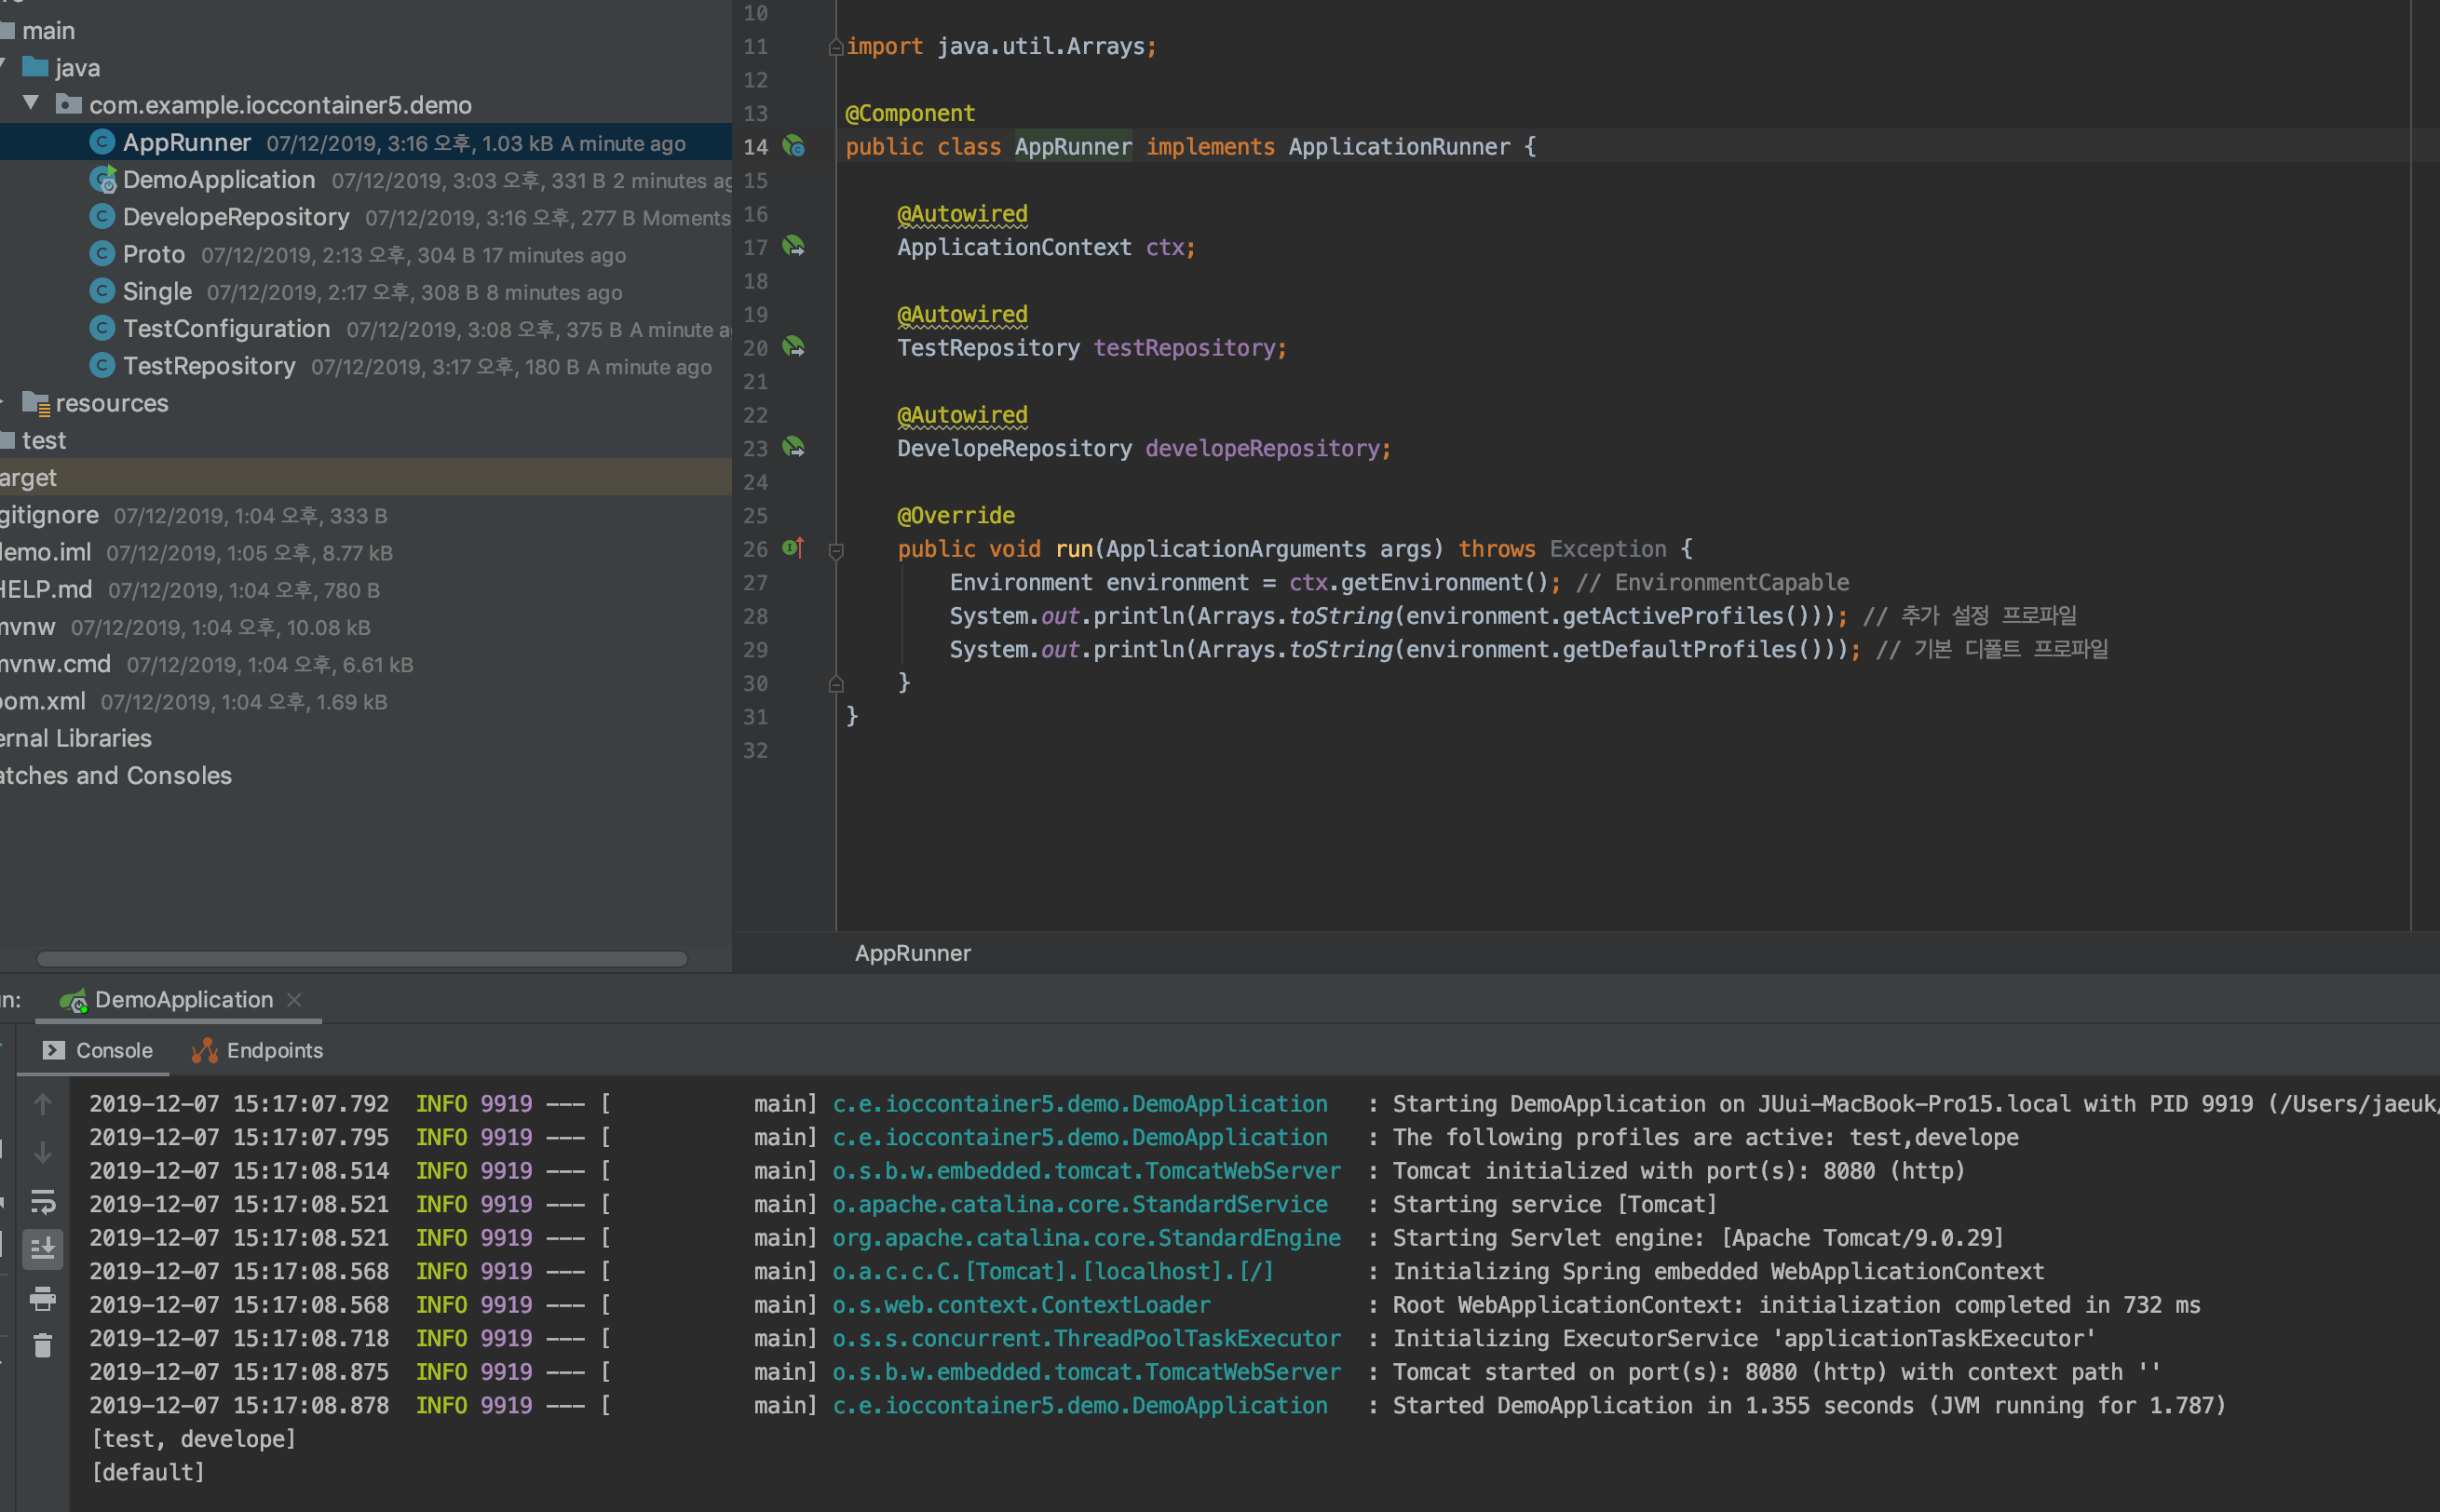 main
java
com.example.ioccontainer5.demo
AppRunner 07/12/2019, 3:16 오후, 1.03 kB A minute ago
DemoApplication 07/12/2019, 3:03 오후, 331 B 2 minutes ag
DevelopeRepository 07/12/2019, 3:16 오후, 277 B Moments
Proto 07/12/2019, 2:13 오후, 304 B 17 minutes ago
Single 07/12/2019, 2:17 오후, 308 B 8 minutes ago
TestConfiguration 07/12/2019, 3:08 오후, 375 B A minute a
TestRepository 07/12/2019, 3:17 오후, 180 B A minute ago
resources
test
arget
gitignore 07/12/2019, 1:04 오후, 333 B
demo.iml 07/12/2019, 1:05 오후, 8.77 kB
HELP.md 07/12/2019, 1:04 오후, 780 B
mvnw 07/12/2019, 1:04 오후, 10.08 kB
mvnw.cmd 07/12/2019, 1:04 오후, 6.61 kB
pom.xml 07/12/2019, 1:04 오후, 1.69 kB
ernal Libraries
atches and Consoles
10
11 import java.util.Arrays;
12
13 @Component
14 public class AppRunner implements ApplicationRunner {
15
16 @Autowired
17 ApplicationContext ctx;
18
19 @Autowired
20 TestRepository testRepository;
21
22 @Autowired
23 DevelopeRepository developeRepository;
24
25 @Override
26 public void run(ApplicationArguments args) throws Exception {
27 Environment environment = ctx.getEnvironment(); // EnvironmentCapable
28 System.out.println(Arrays.toString(environment.getActiveProfiles())); // 추가 설정 프로파일
29 System.out.println(Arrays.toString(environment.getDefaultProfiles())); // 기본 디폴트 프로파일
30 }
31 }
32
AppRunner
un: DemoApplication
Console Endpoints
2019-12-07 15:17:07.792 INFO 9919 --- [ main] c.e.ioccontainer5.demo.DemoApplication : Starting DemoApplication on JUui-MacBook-Pro15.local with PID 9919 (/Users/jaeuk/
2019-12-07 15:17:07.795 INFO 9919 --- [ main] c.e.ioccontainer5.demo.DemoApplication : The following profiles are active: test,develope
2019-12-07 15:17:08.514 INFO 9919 --- [ main] o.s.b.w.embedded.tomcat.TomcatWebServer : Tomcat initialized with port(s): 8080 (http)
2019-12-07 15:17:08.521 INFO 9919 --- [ main] o.apache.catalina.core.StandardService : Starting service [Tomcat]
2019-12-07 15:17:08.521 INFO 9919 --- [ main] org.apache.catalina.core.StandardEngine : Starting Servlet engine: [Apache Tomcat/9.0.29]
2019-12-07 15:17:08.568 INFO 9919 --- [ main] o.a.c.c.C.[Tomcat].[localhost].[/] : Initializing Spring embedded WebApplicationContext
2019-12-07 15:17:08.568 INFO 9919 --- [ main] o.s.web.context.ContextLoader : Root WebApplicationContext: initialization completed in 732 ms
2019-12-07 15:17:08.718 INFO 9919 --- [ main] o.s.s.concurrent.ThreadPoolTaskExecutor : Initializing ExecutorService 'applicationTaskExecutor'
2019-12-07 15:17:08.875 INFO 9919 --- [ main] o.s.b.w.embedded.tomcat.TomcatWebServer : Tomcat started on port(s): 8080 (http) with context path ''
2019-12-07 15:17:08.878 INFO 9919 --- [ main] c.e.ioccontainer5.demo.DemoApplication : Started DemoApplication in 1.355 seconds (JVM running for 1.787)
[test, develope]
[default]